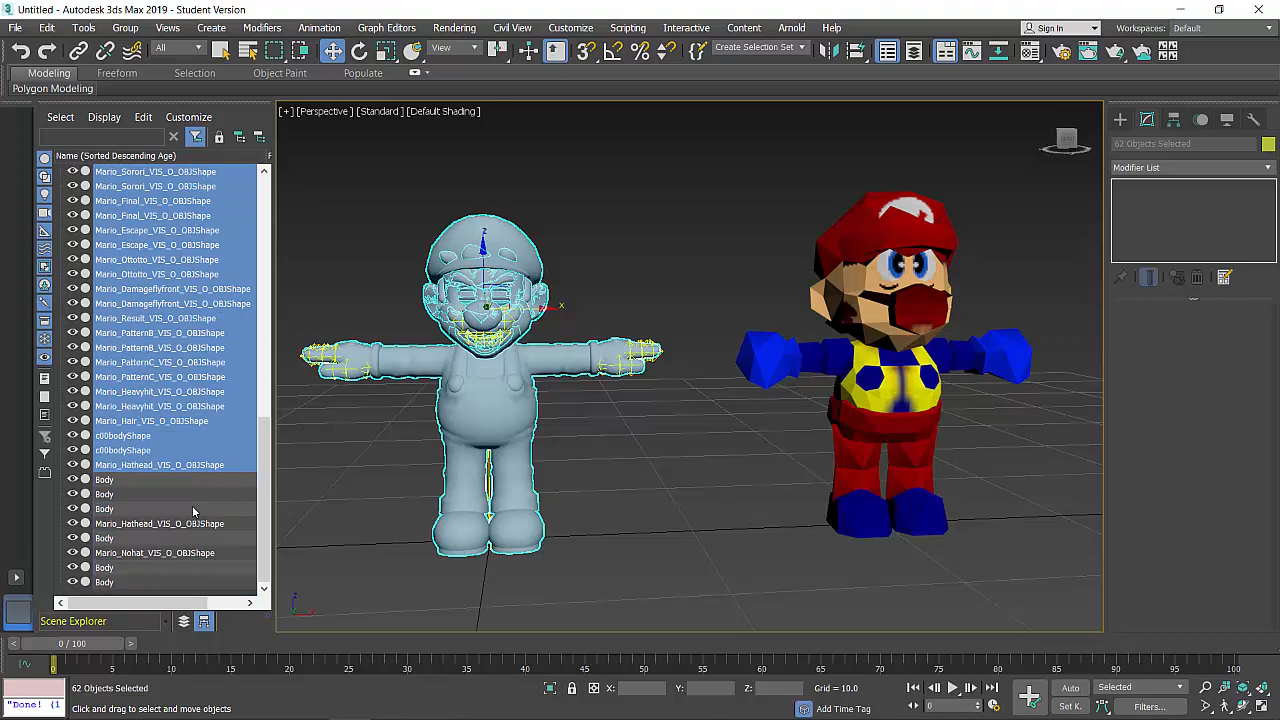 Untitled - Autodesk 3ds Max 2019 - Student Version
File Edit Tools Group Views Create Modifiers Animation Graph Editors Rendering Civil View Customize Scripting Interactive Content Arnold Help Sign In Workspaces: Default
All View Create Selection Set
Modeling Freeform Selection Object Paint Populate
Polygon Modeling
Select Display Edit Customize
Name (Sorted Descending Age) F
Mario_Sorori_VIS_O_OBJShape
Mario_Sorori_VIS_O_OBJShape
Mario_Final_VIS_O_OBJShape
Mario_Final_VIS_O_OBJShape
Mario_Escape_VIS_O_OBJShape
Mario_Escape_VIS_O_OBJShape
Mario_Ottotto_VIS_O_OBJShape
Mario_Ottotto_VIS_O_OBJShape
Mario_Damageflyfront_VIS_O_OBJShape
Mario_Damageflyfront_VIS_O_OBJShape
Mario_Result_VIS_O_OBJShape
Mario_PatternB_VIS_O_OBJShape
Mario_PatternB_VIS_O_OBJShape
Mario_PatternC_VIS_O_OBJShape
Mario_PatternC_VIS_O_OBJShape
Mario_Heavyhit_VIS_O_OBJShape
Mario_Heavyhit_VIS_O_OBJShape
Mario_Hair_VIS_O_OBJShape
c00bodyShape
c00bodyShape
Mario_Hathead_VIS_O_OBJShape
Body
Body
Body
Mario_Hathead_VIS_O_OBJShape
Body
Mario_Nohat_VIS_O_OBJShape
Body
Body
Scene Explorer
[+] [Perspective ] [Standard ] [Default Shading ]
z
x
z
62 Objects Selected
Modifier List
0 / 100
0 5 10 15 20 25 30 35 40 45 50 55 60 65 70 75 80 85 90 95 100
62 Objects Selected X: Y: Z: Grid = 10.0 Auto Selected
"Done! (1 Click and drag to select and move objects Add Time Tag 0 Set K. Filters...